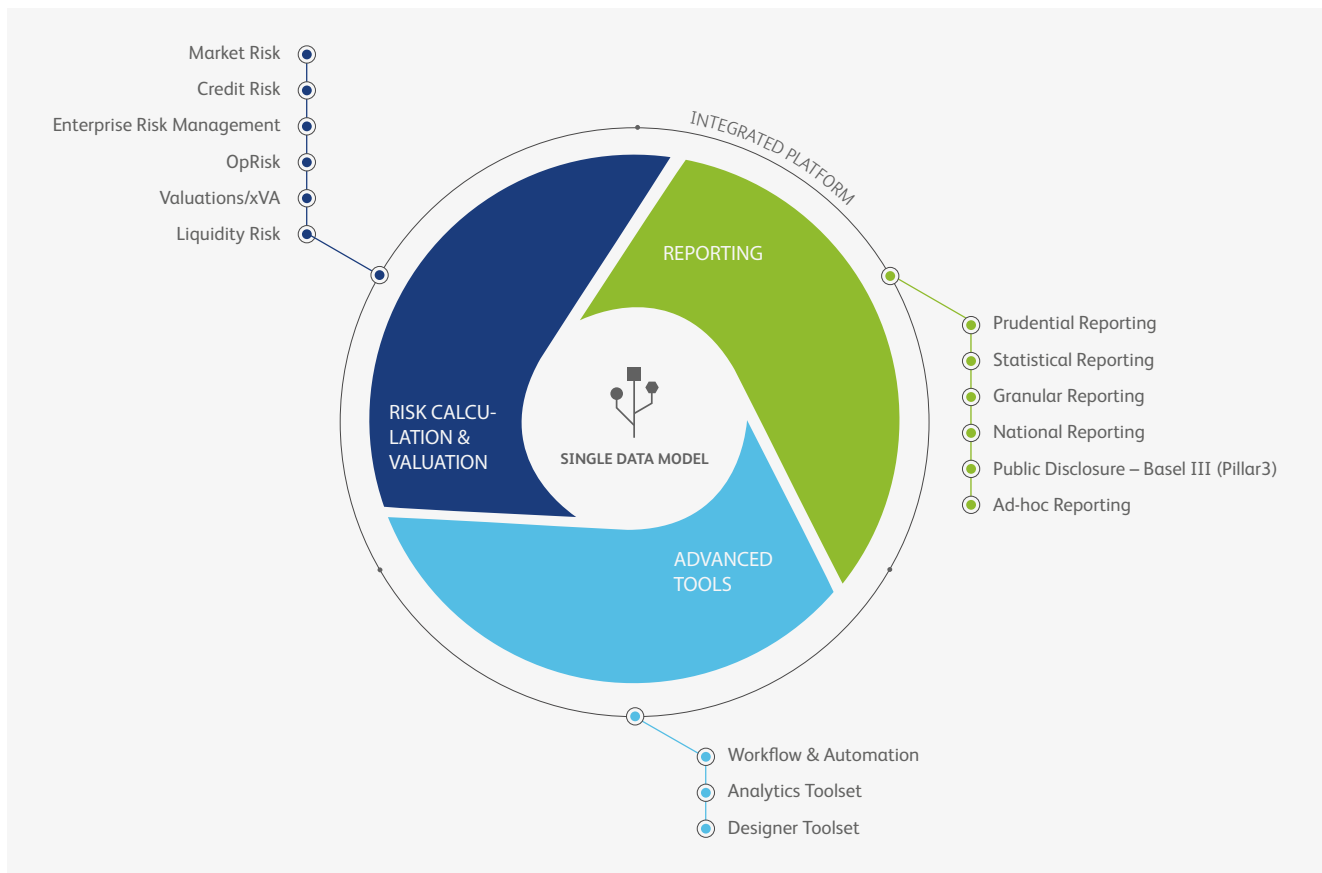 Market Risk
Credit Risk
Enterprise Risk Management
OpRisk
Valuations/xVA
Liquidity Risk
INTEGRATED PLATFORM
REPORTING
RISK CALCU-
LATION &
VALUATION
SINGLE DATA MODEL
ADVANCED
TOOLS
Prudential Reporting
Statistical Reporting
Granular Reporting
National Reporting
Public Disclosure – Basel III (Pillar3)
Ad-hoc Reporting
Workflow & Automation
Analytics Toolset
Designer Toolset